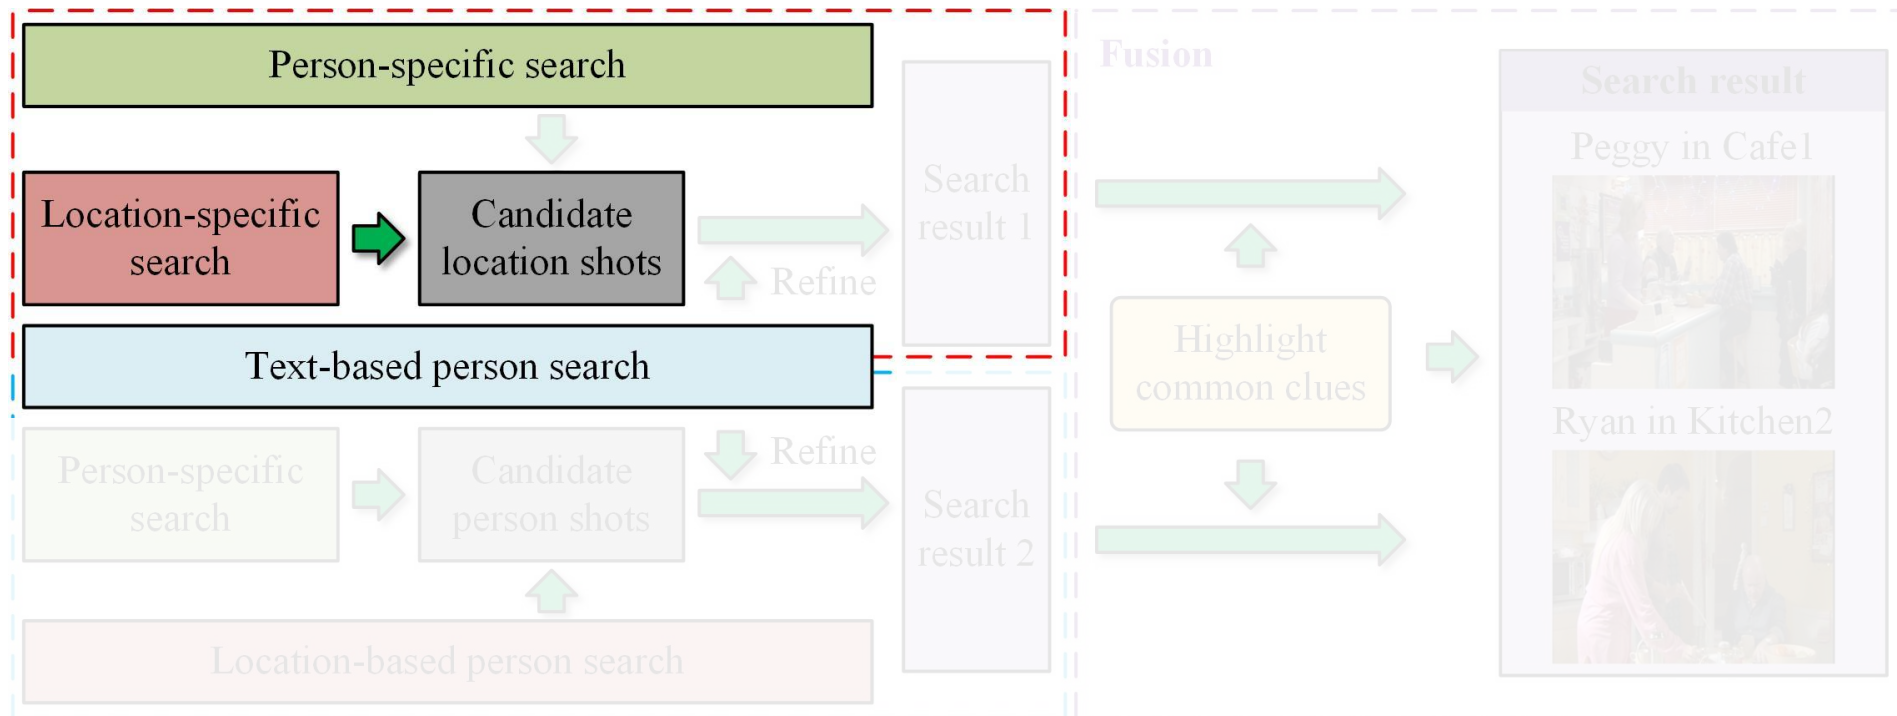 Person-specific search
Location-specific
search
Candidate
location shots
Refine
Search
result 1
Text-based person search
Person-specific
search
Candidate
person shots
Refine
Search
result 2
Location-based person search
Fusion
Highlight
common clues
Search result
Peggy in Cafe1
Ryan in Kitchen2